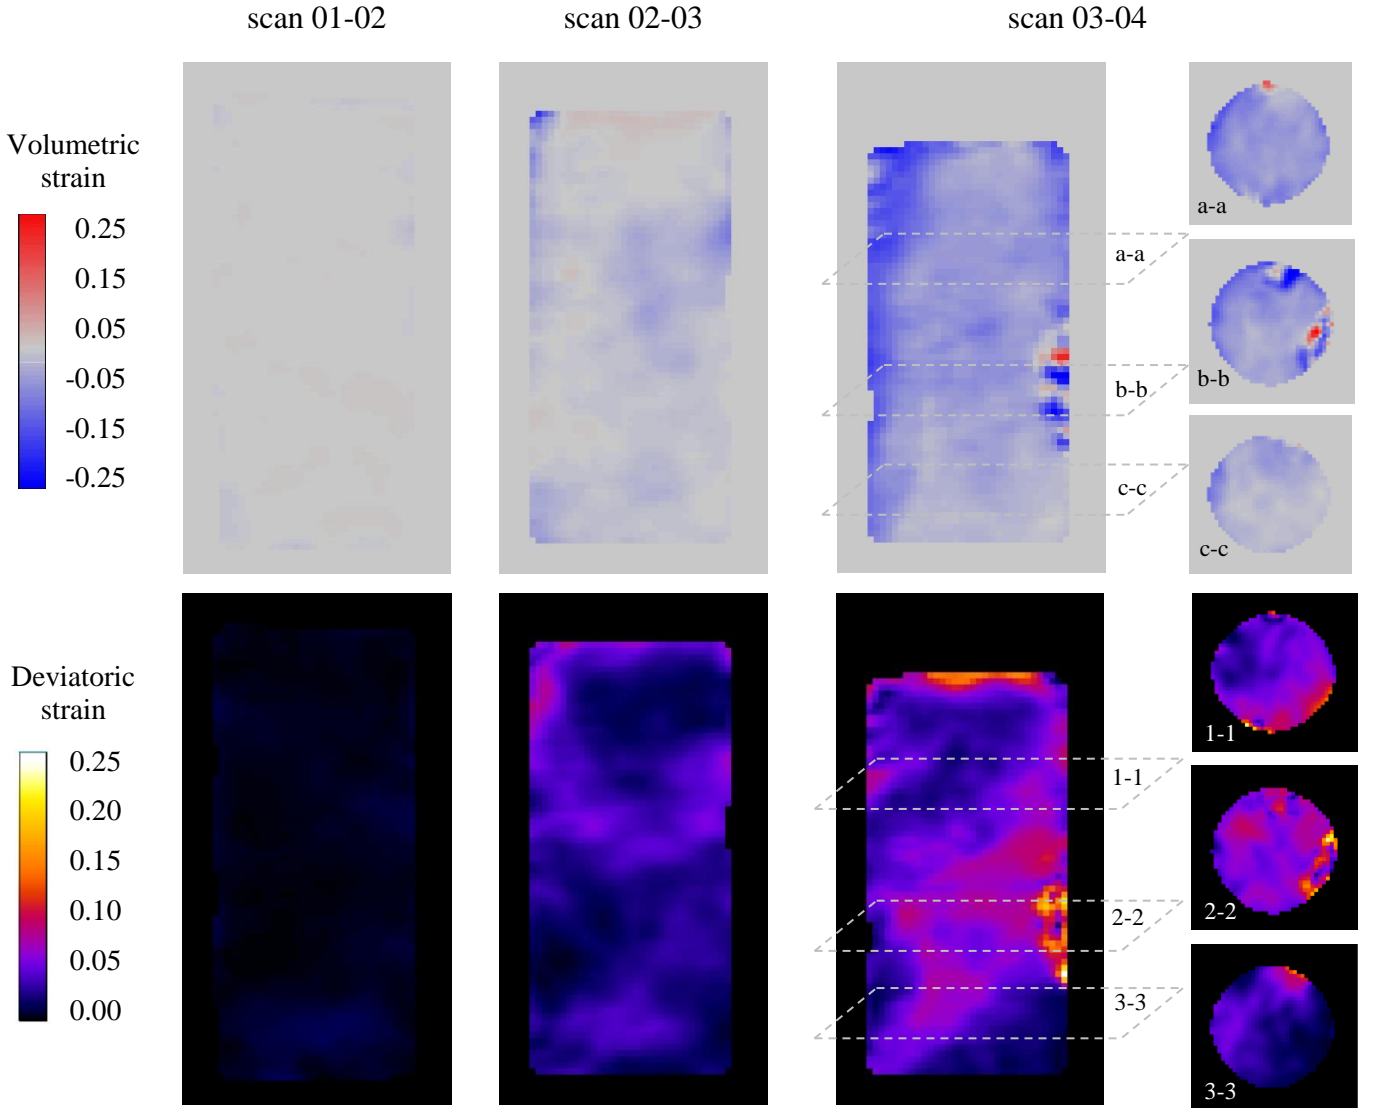 scan 01-02
scan 02-03
scan 03-04
Volumetric
strain
0.25
0.15
0.05
-0.05
-0.15
-0.25
a-a
b-b
c-c
a-a
b-b
c-c
Deviatoric
strain
0.25
0.20
0.15
0.10
0.05
0.00
1-1
2-2
3-3
1-1
2-2
3-3